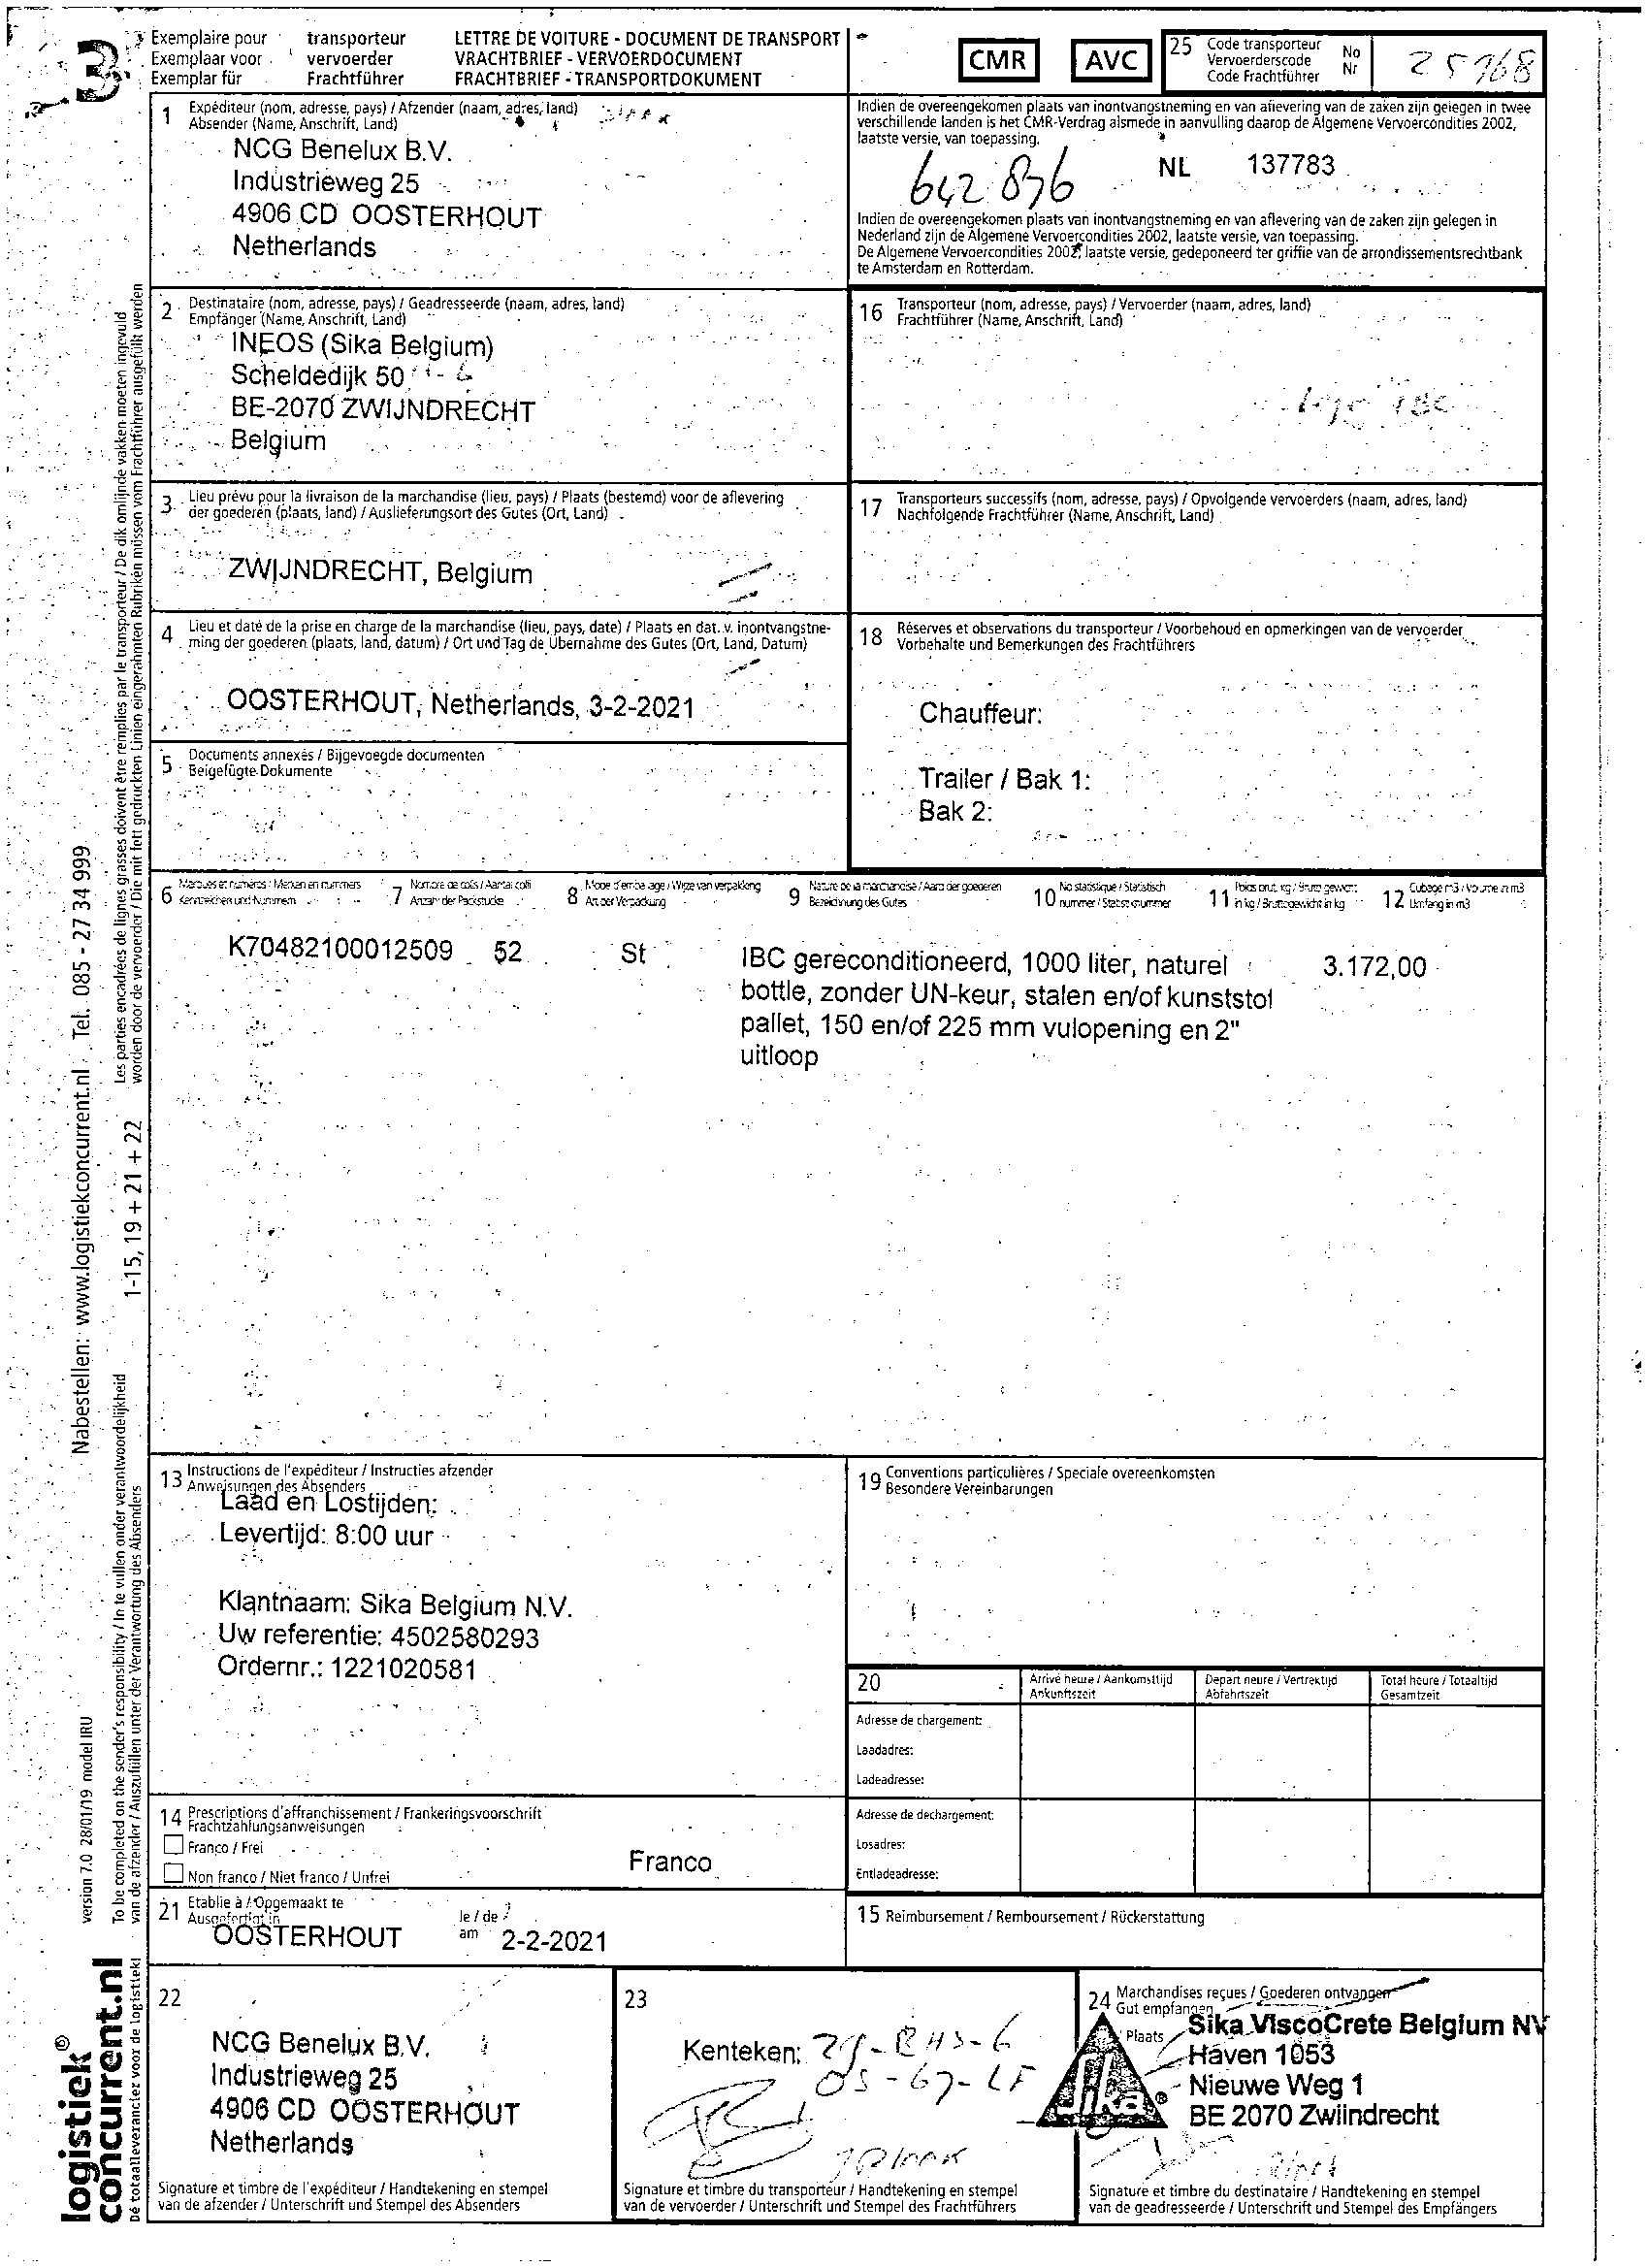 3
Exemplaire pour transporteur LETTRE DE VOITURE - DOCUMENT DE TRANSPORT
Exemplaar voor vervoerder VRACHTBRIEF - VERVOERDOCUMENT
Exemplar für Frachtführer FRACHTBRIEF - TRANSPORTDOKUMENT
CMR AVC
25 Code transporteur
Vervoerderscode
Code Frachtführer
No
Nr
1 Expéditeur (nom, adresse, pays) / Afzender (naam, adres, land)
Absender (Name, Anschrift, Land)
NCG Benelux B.V.
Industrieweg 25
4906 CD OOSTERHOUT
Netherlands
Indien de overeengekomen plaats van inontvangstneming en van aflevering van de zaken zijn gelegen in twee
verschillende landen is het CMR-Verdrag alsmede in aanvulling daarop de Algemene Vervoercondities 2002,
laatste versie, van toepassing.
642 896
NL 137783
Indien de overeengekomen plaats van inontvangstneming en van aflevering van de zaken zijn gelegen in
Nederland zijn de Algemene Vervoercondities 2002, laatste versie, van toepassing.
De Algemene Vervoercondities 2002, laatste versie, gedeponeerd ter griffie van de arrondissementsrechtbank
te Amsterdam en Rotterdam.
2 Destinataire (nom, adresse, pays) / Geadresseerde (naam, adres, land)
Empfänger (Name, Anschrift, Land)
INEOS (Sika Belgium)
Scheldedijk 50
BE-2070 ZWIJNDRECHT
Belgium
16 Transporteur (nom, adresse, pays) / Vervoerder (naam, adres, land)
Frachtführer (Name, Anschrift, Land)
3 Lieu prévu pour la livraison de la marchandise (lieu, pays) / Plaats (bestemd) voor de aflevering
der goederen (plaats, land) / Auslieferungsort des Gutes (Ort, Land)
ZWIJNDRECHT, Belgium
17 Transporteurs successifs (nom, adresse, pays) / Opvolgende vervoerders (naam, adres, land)
Nachfolgende Frachtführer (Name, Anschrift, Land)
4 Lieu et date de la prise en charge de la marchandise (lieu, pays, date) / Plaats en dat. v. inontvangstne-
ming der goederen (plaats, land, datum) / Ort und Tag de Übernahme des Gutes (Ort, Land, Datum)
OOSTERHOUT, Netherlands, 3-2-2021
18 Réserves et observations du transporteur / Voorbehoud en opmerkingen van de vervoerder
Vorbehalte und Bemerkungen des Frachtführers
Chauffeur:
Trailer / Bak 1:
Bak 2:
5 Documents annexés / Bijgevoegde documenten
Beigefügte Dokumente
6 Marques et numéros / Merken en nummers
Kennzeichen und Nummern
7 Nombre de colis / Aantal colli
Anzahl der Packstücke
8 Mode d'emballage / Wijze van verpakking
Art der Verpackung
9 Nature de la marchandise / Aard der goederen
Bezeichnung des Gutes
10 No statistique / Statistisch
nummer / Statistiknummer
11 Poids brut, kg / Bruto gewicht
in kg / Bruttogewicht in kg
12 Cubage m3 / Volume in m3
Umfang in m3
K70482100012509 52 St IBC gereconditioneerd, 1000 liter, naturel 3.172,00
bottle, zonder UN-keur, stalen en/of kunststof
pallet, 150 en/of 225 mm vulopening en 2"
uitloop
13 Instructions de l'expéditeur / Instructies afzender
Anweisungen des Absenders
Laad en Lostijden:
Levertijd: 8:00 uur
Klantnaam: Sika Belgium N.V.
Uw referentie: 4502580293
Ordernr.: 1221020581
19 Conventions particulières / Speciale overeenkomsten
Besondere Vereinbarungen
20 Arrivé heure / Aankomsttijd
Ankunftszeit
Depart heure / Vertrektijd
Abfahrtszeit
Total heure / Totaaltijd
Gesamtzeit
Adresse de chargement:
Laadadres:
Ladeadresse:
Adresse de dechargement:
Losadres:
Entladeadresse:
14 Prescriptions d'affranchissement / Frankeringsvoorschrift
Frachtzahlungsanweisungen
Franco / Frei
Non franco / Niet franco / Unfrei
Franco
21 Etablie à / Opgemaakt te
Ausgefertigt in
OOSTERHOUT
le / de
am 2-2-2021
15 Reimbursement / Remboursement / Rückerstattung
22
NCG Benelux B.V.
Industrieweg 25
4906 CD OOSTERHOUT
Netherlands
Signature et timbre de l'expéditeur / Handtekening en stempel
van de afzender / Unterschrift und Stempel des Absenders
23
Kenteken:
Signature et timbre du transporteur / Handtekening en stempel
van de vervoerder / Unterschrift und Stempel des Frachtführers
24 Marchandises reçues / Goederen ontvangen
Gut empfangen
Plaats
Sika
Sika ViscoCrete Belgium NV
Haven 1053
Nieuwe Weg 1
BE 2070 Zwijndrecht
Signature et timbre du destinataire / Handtekening en stempel
van de geadresseerde / Unterschrift und Stempel des Empfängers
Les parties encadrées de lignes grasses doivent être remplies par le transporteur / De dik omlijnde vakken moeten ingevuld
worden door de vervoerder / Die mit fett gedruckten Linien eingerahmten Rubriken müssen vom Frachtführer ausgefüllt werden
Nabestellen: www.logistiekconcurrent.nl Tel. 085 - 27 34 999
1-15, 19 + 21 + 22
To be completed on the sender's responsibility / In te vullen onder verantwoordelijkheid
van de afzender / Auszufüllen unter der Verantwortung des Absenders
version 7.0 28/01/19 model IRU
logistiek®
concurrent.nl
Dé totaalleverancier voor de Logistiek!